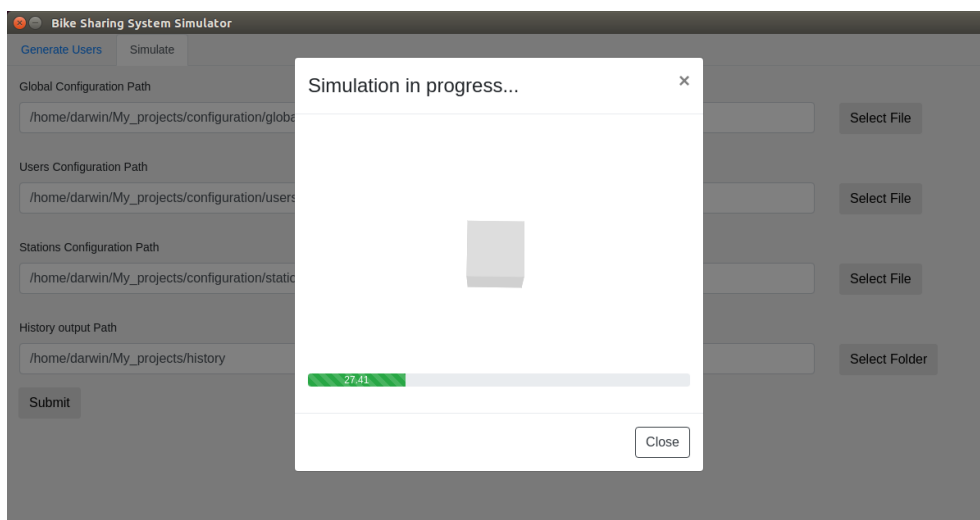 Bike Sharing System Simulator
Generate Users Simulate
Global Configuration Path
/home/darwin/My_projects/configuration/globa
Select File
Users Configuration Path
/home/darwin/My_projects/configuration/users
Select File
Stations Configuration Path
/home/darwin/My_projects/configuration/static
Select File
History output Path
/home/darwin/My_projects/history
Select Folder
Submit
Simulation in progress... ×
27.41
Close